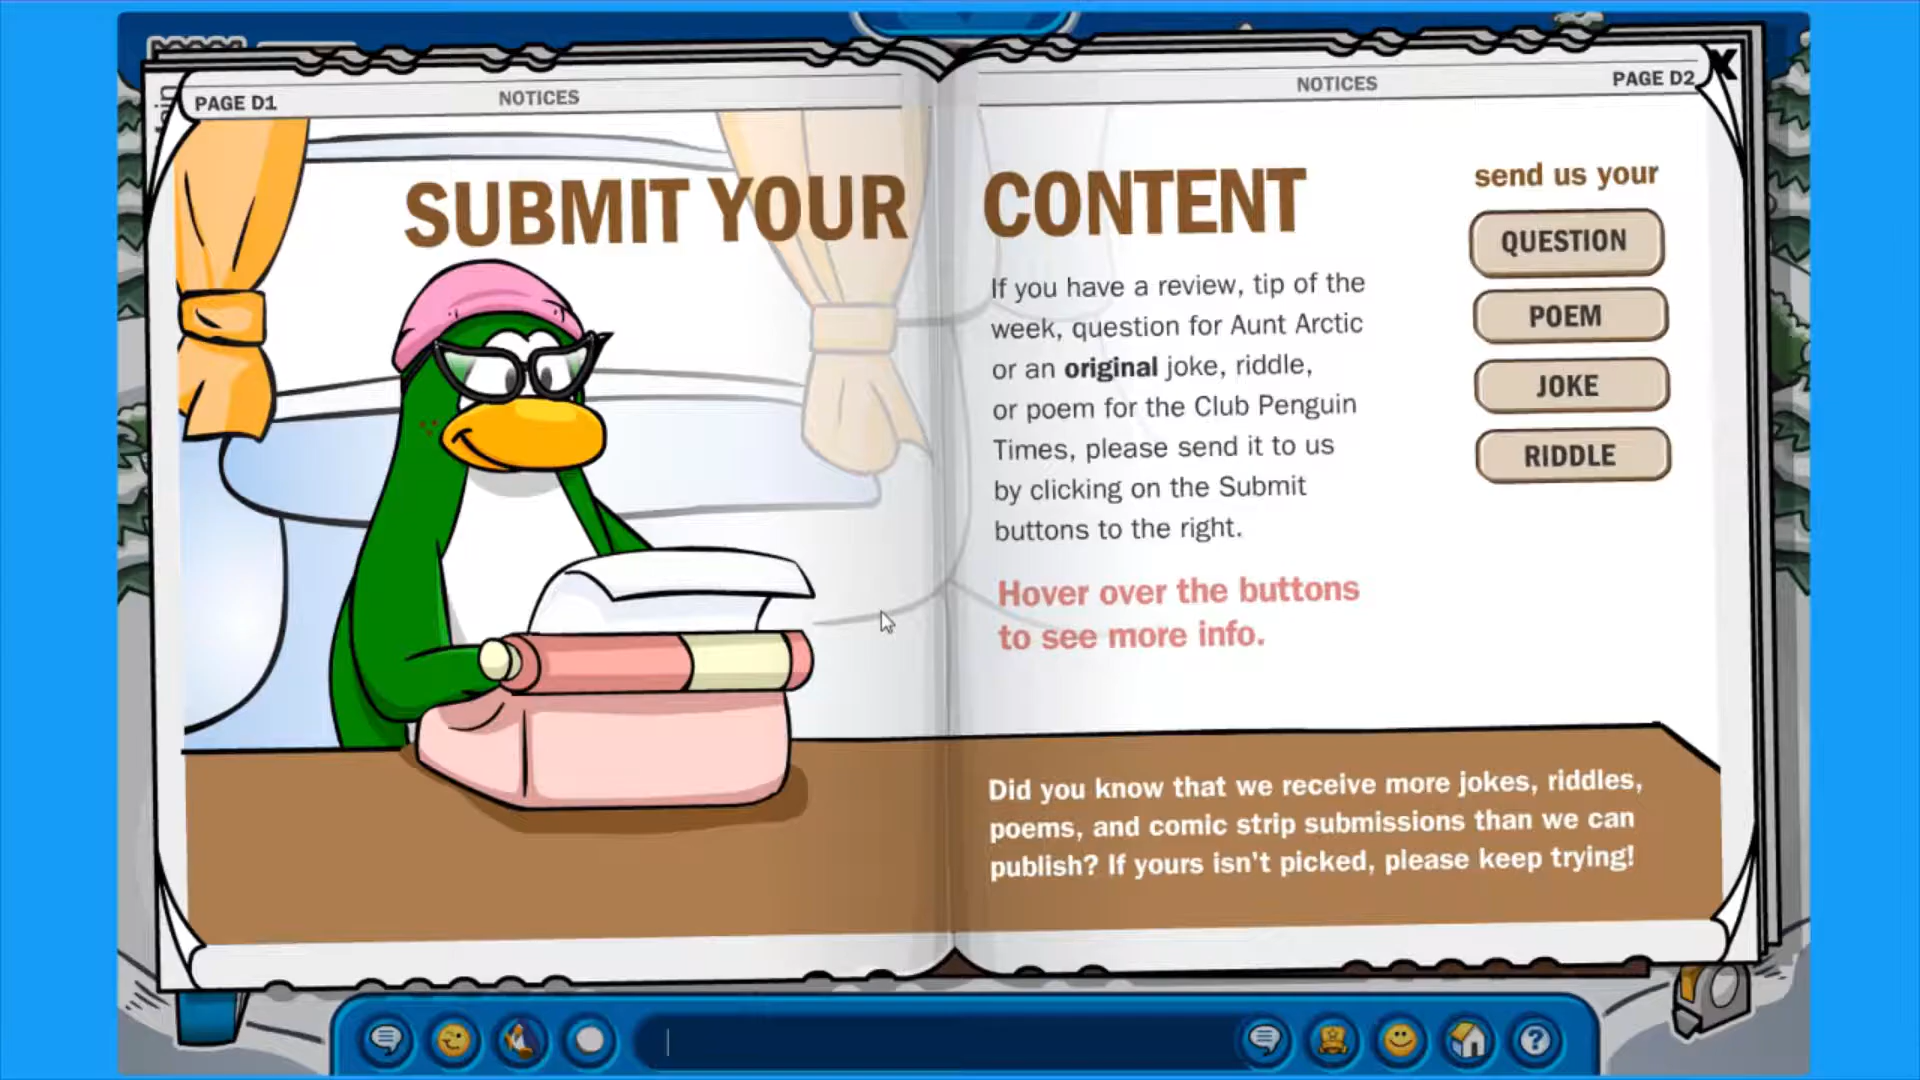 PAGE D1
NOTICES
NOTICES
PAGE D2
SUBMIT YOUR CONTENT
If you have a review, tip of the
week, question for Aunt Arctic
or an original joke, riddle,
or poem for the Club Penguin
Times, please send it to us
by clicking on the Submit
buttons to the right.
Hover over the buttons
to see more info.
send us your
QUESTION
POEM
JOKE
RIDDLE
Did you know that we receive more jokes, riddles,
poems, and comic strip submissions than we can
publish? If yours isn't picked, please keep trying!